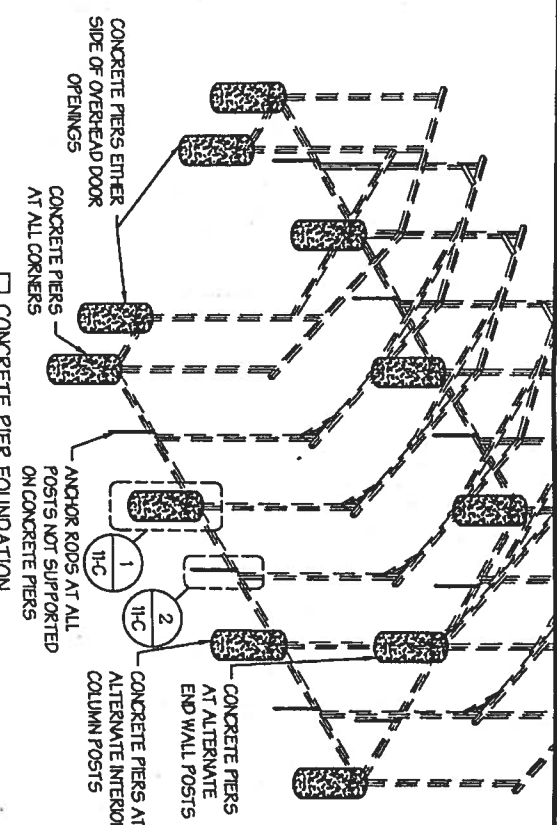 CONCRETE PIERS EITHER
SIDE OF OVERHEAD DOOR
OPENINGS
CONCRETE PIERS
AT ALL CORNERS
ANCHOR RODS AT ALL
POSTS NOT SUPPORTED
ON CONCRETE PIERS
1
11-C
2
11-C
CONCRETE PIERS
AT ALTERNATE
END WALL POSTS
CONCRETE PIERS AT
ALTERNATE INTERIOR
COLUMN POSTS
CONCRETE PIER FOUNDATION